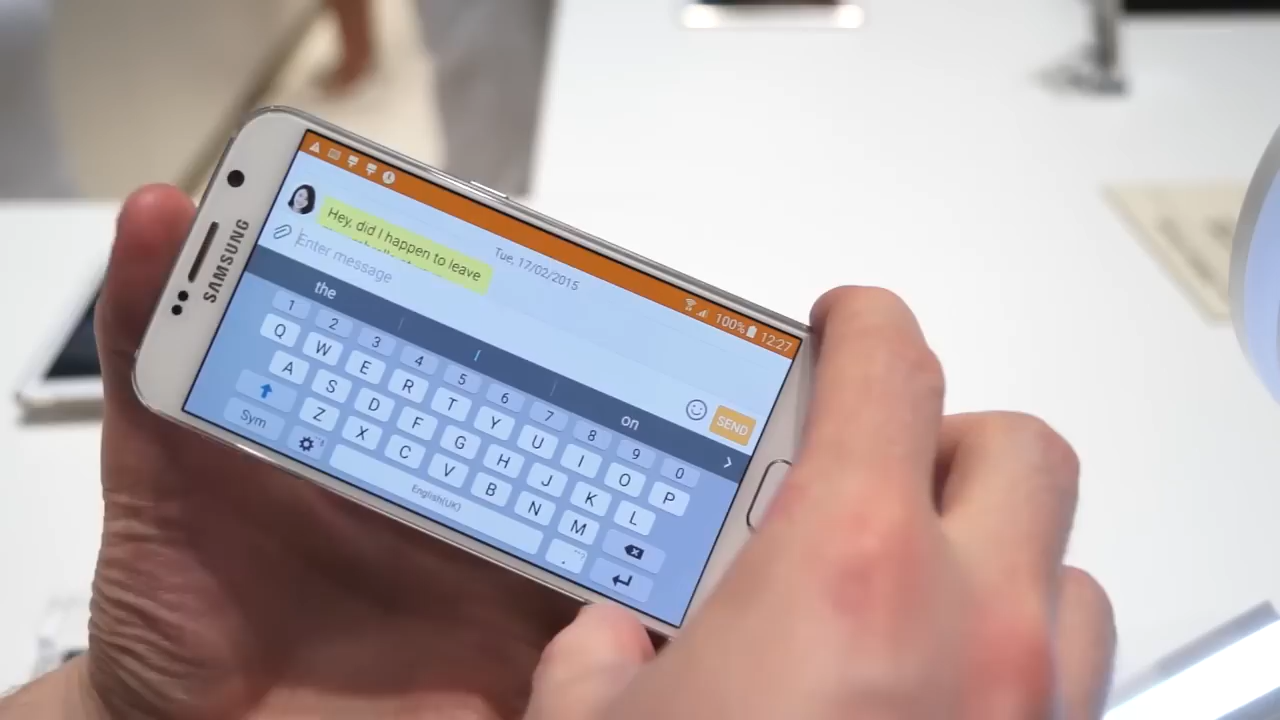 SAMSUNG
100% 12:27
Tue, 17/02/2015
Hey, did I happen to leave
Enter message
SEND
the I on
1 2 3 4 5 6 7 8 9 0
Q W E R T Y U I O P
A S D F G H J K L
Z X C V B N M
Sym English(UK) .